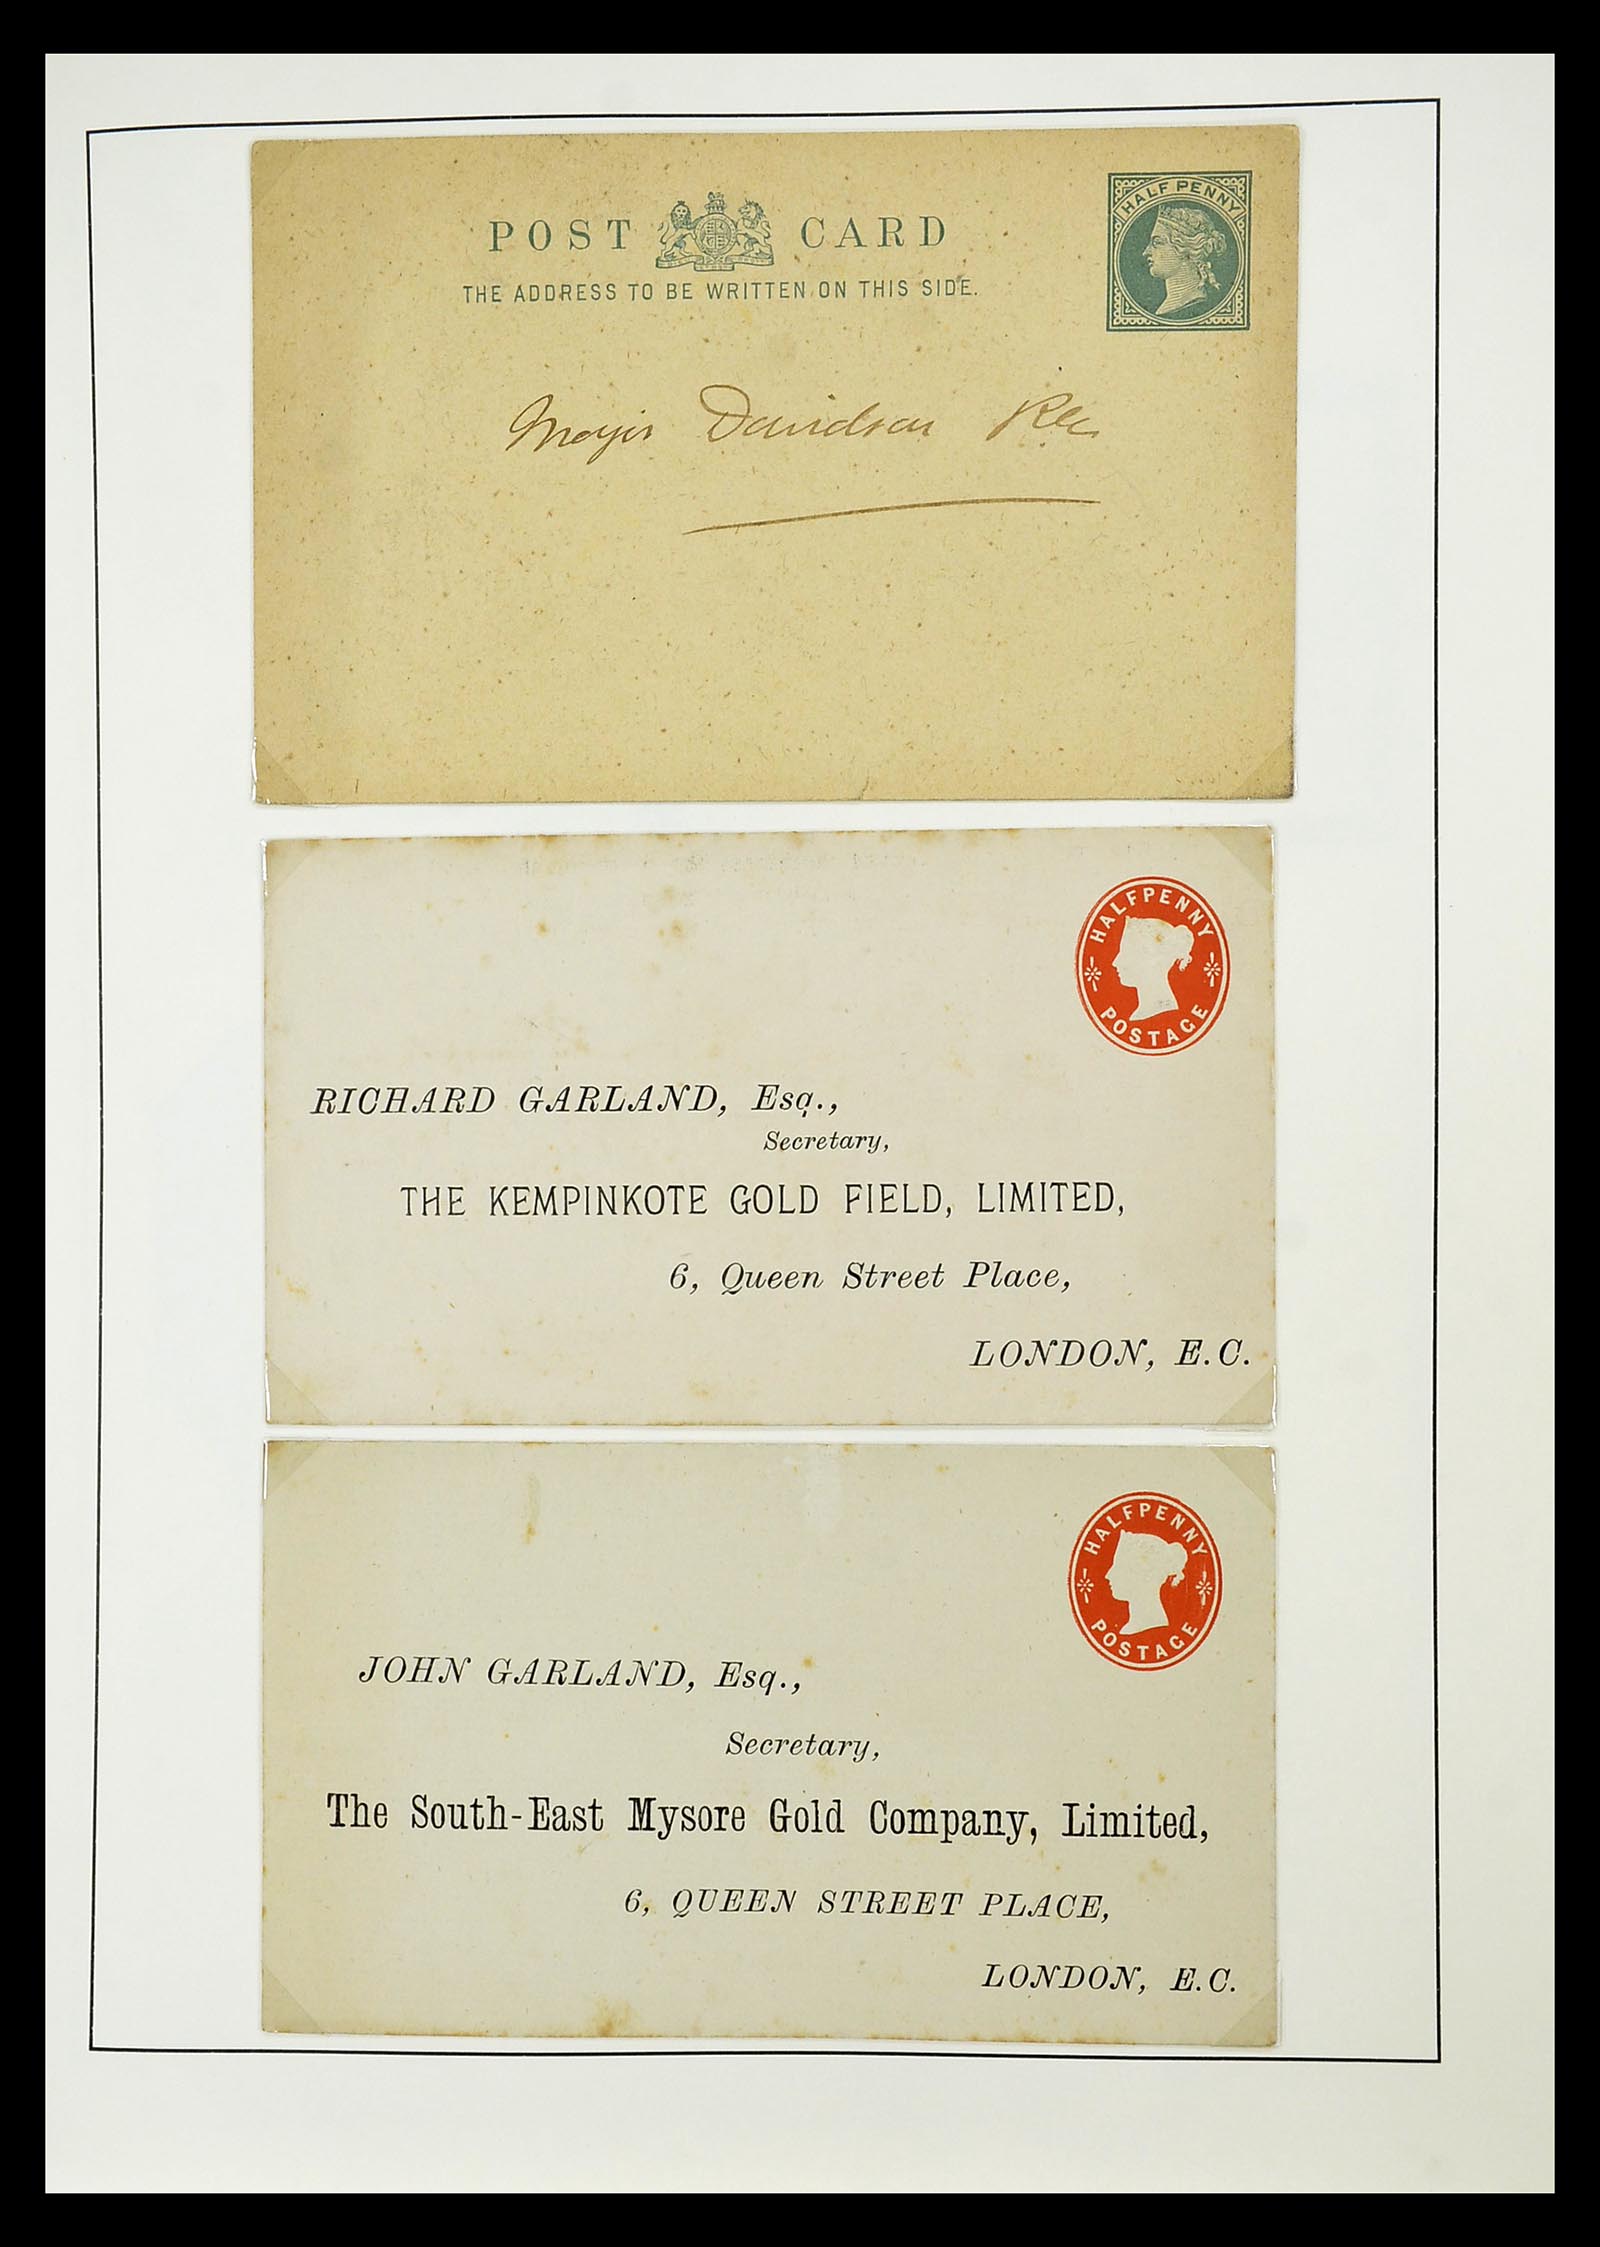 POST CARD
HALF PENNY
THE ADDRESS TO BE WRITTEN ON THIS SIDE.
Major Davidson
HALFPENNY
POSTAGE
RICHARD GARLAND, Esq.,
Secretary,
THE KEMPINKOTE GOLD FIELD, LIMITED,
6, Queen Street Place,
LONDON, E.C.
HALFPENNY
POSTAGE
JOHN GARLAND, Esq.,
Secretary,
The South-East Mysore Gold Company, Limited,
6, QUEEN STREET PLACE,
LONDON, E.C.